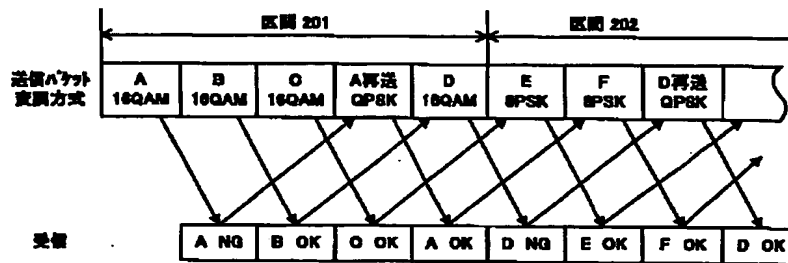 区間 201
区間 202
送信パケット
変調方式
A
16QAM
B
16QAM
C
16QAM
A再送
QPSK
D
16QAM
E
8PSK
F
8PSK
D再送
QPSK
受信
A NG
B OK
C OK
A OK
D NG
E OK
F OK
D OK